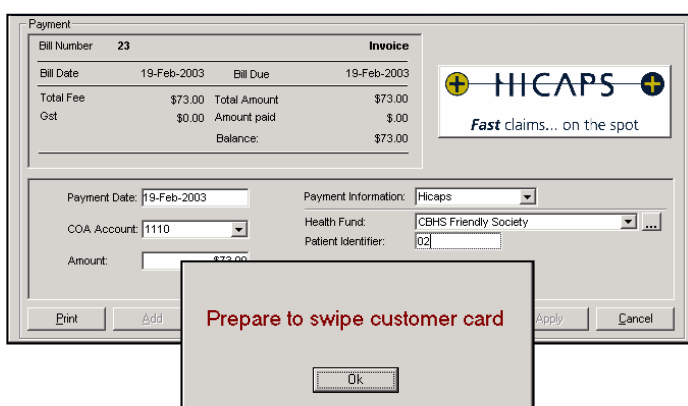 Payment
Bill Number 23 Invoice
Bill Date 19-Feb-2003 Bill Due 19-Feb-2003
Total Fee $73.00 Total Amount $73.00
Gst $0.00 Amount paid $.00
Balance: $73.00
HICAPS
Fast claims... on the spot
Payment Date: 19-Feb-2003 Payment Information: Hicaps
COA Account: 1110 Health Fund: CBHS Friendly Society ...
Patient Identifier: 02
Amount: $73.00
Print Add Apply Cancel
Prepare to swipe customer card
Ok